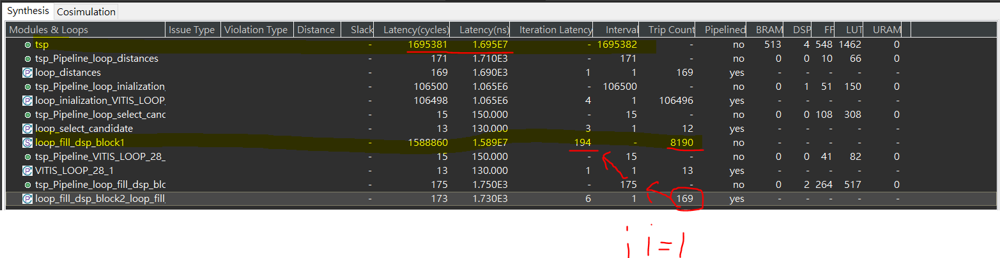 Synthesis Cosimulation
Modules & Loops Issue Type Violation Type Distance Slack Latency(cycles) Latency(ns) Iteration Latency Interval Trip Count Pipelined BRAM DSP FF LUT URAM
tsp - 1695381 1.695E7 - 1695382 - no 513 4 548 1462 0
tsp_Pipeline_loop_distances - 171 1.710E3 - 171 - no 0 0 10 66 0
loop_distances - 169 1.690E3 1 1 169 yes - - - - -
tsp_Pipeline_loop_inialization_ - 106500 1.065E6 - 106500 - no 0 1 51 150 0
loop_inialization_VITIS_LOOP_ - 106498 1.065E6 4 1 106496 yes - - - - -
tsp_Pipeline_loop_select_canc - 15 150.000 - 15 - no 0 0 108 308 0
loop_select_candidate - 13 130.000 3 1 12 yes - - - - -
loop_fill_dsp_block1 - 1588860 1.589E7 194 - 8190 no - - - - -
tsp_Pipeline_VITIS_LOOP_28_ - 15 150.000 - 15 - no 0 0 41 82 0
VITIS_LOOP_28_1 - 13 130.000 1 1 13 yes - - - - -
tsp_Pipeline_loop_fill_dsp_blc - 175 1.750E3 - 175 - no 0 2 264 517 0
loop_fill_dsp_block2_loop_fill_ - 173 1.730E3 6 1 169 yes - - - - -
ii=1